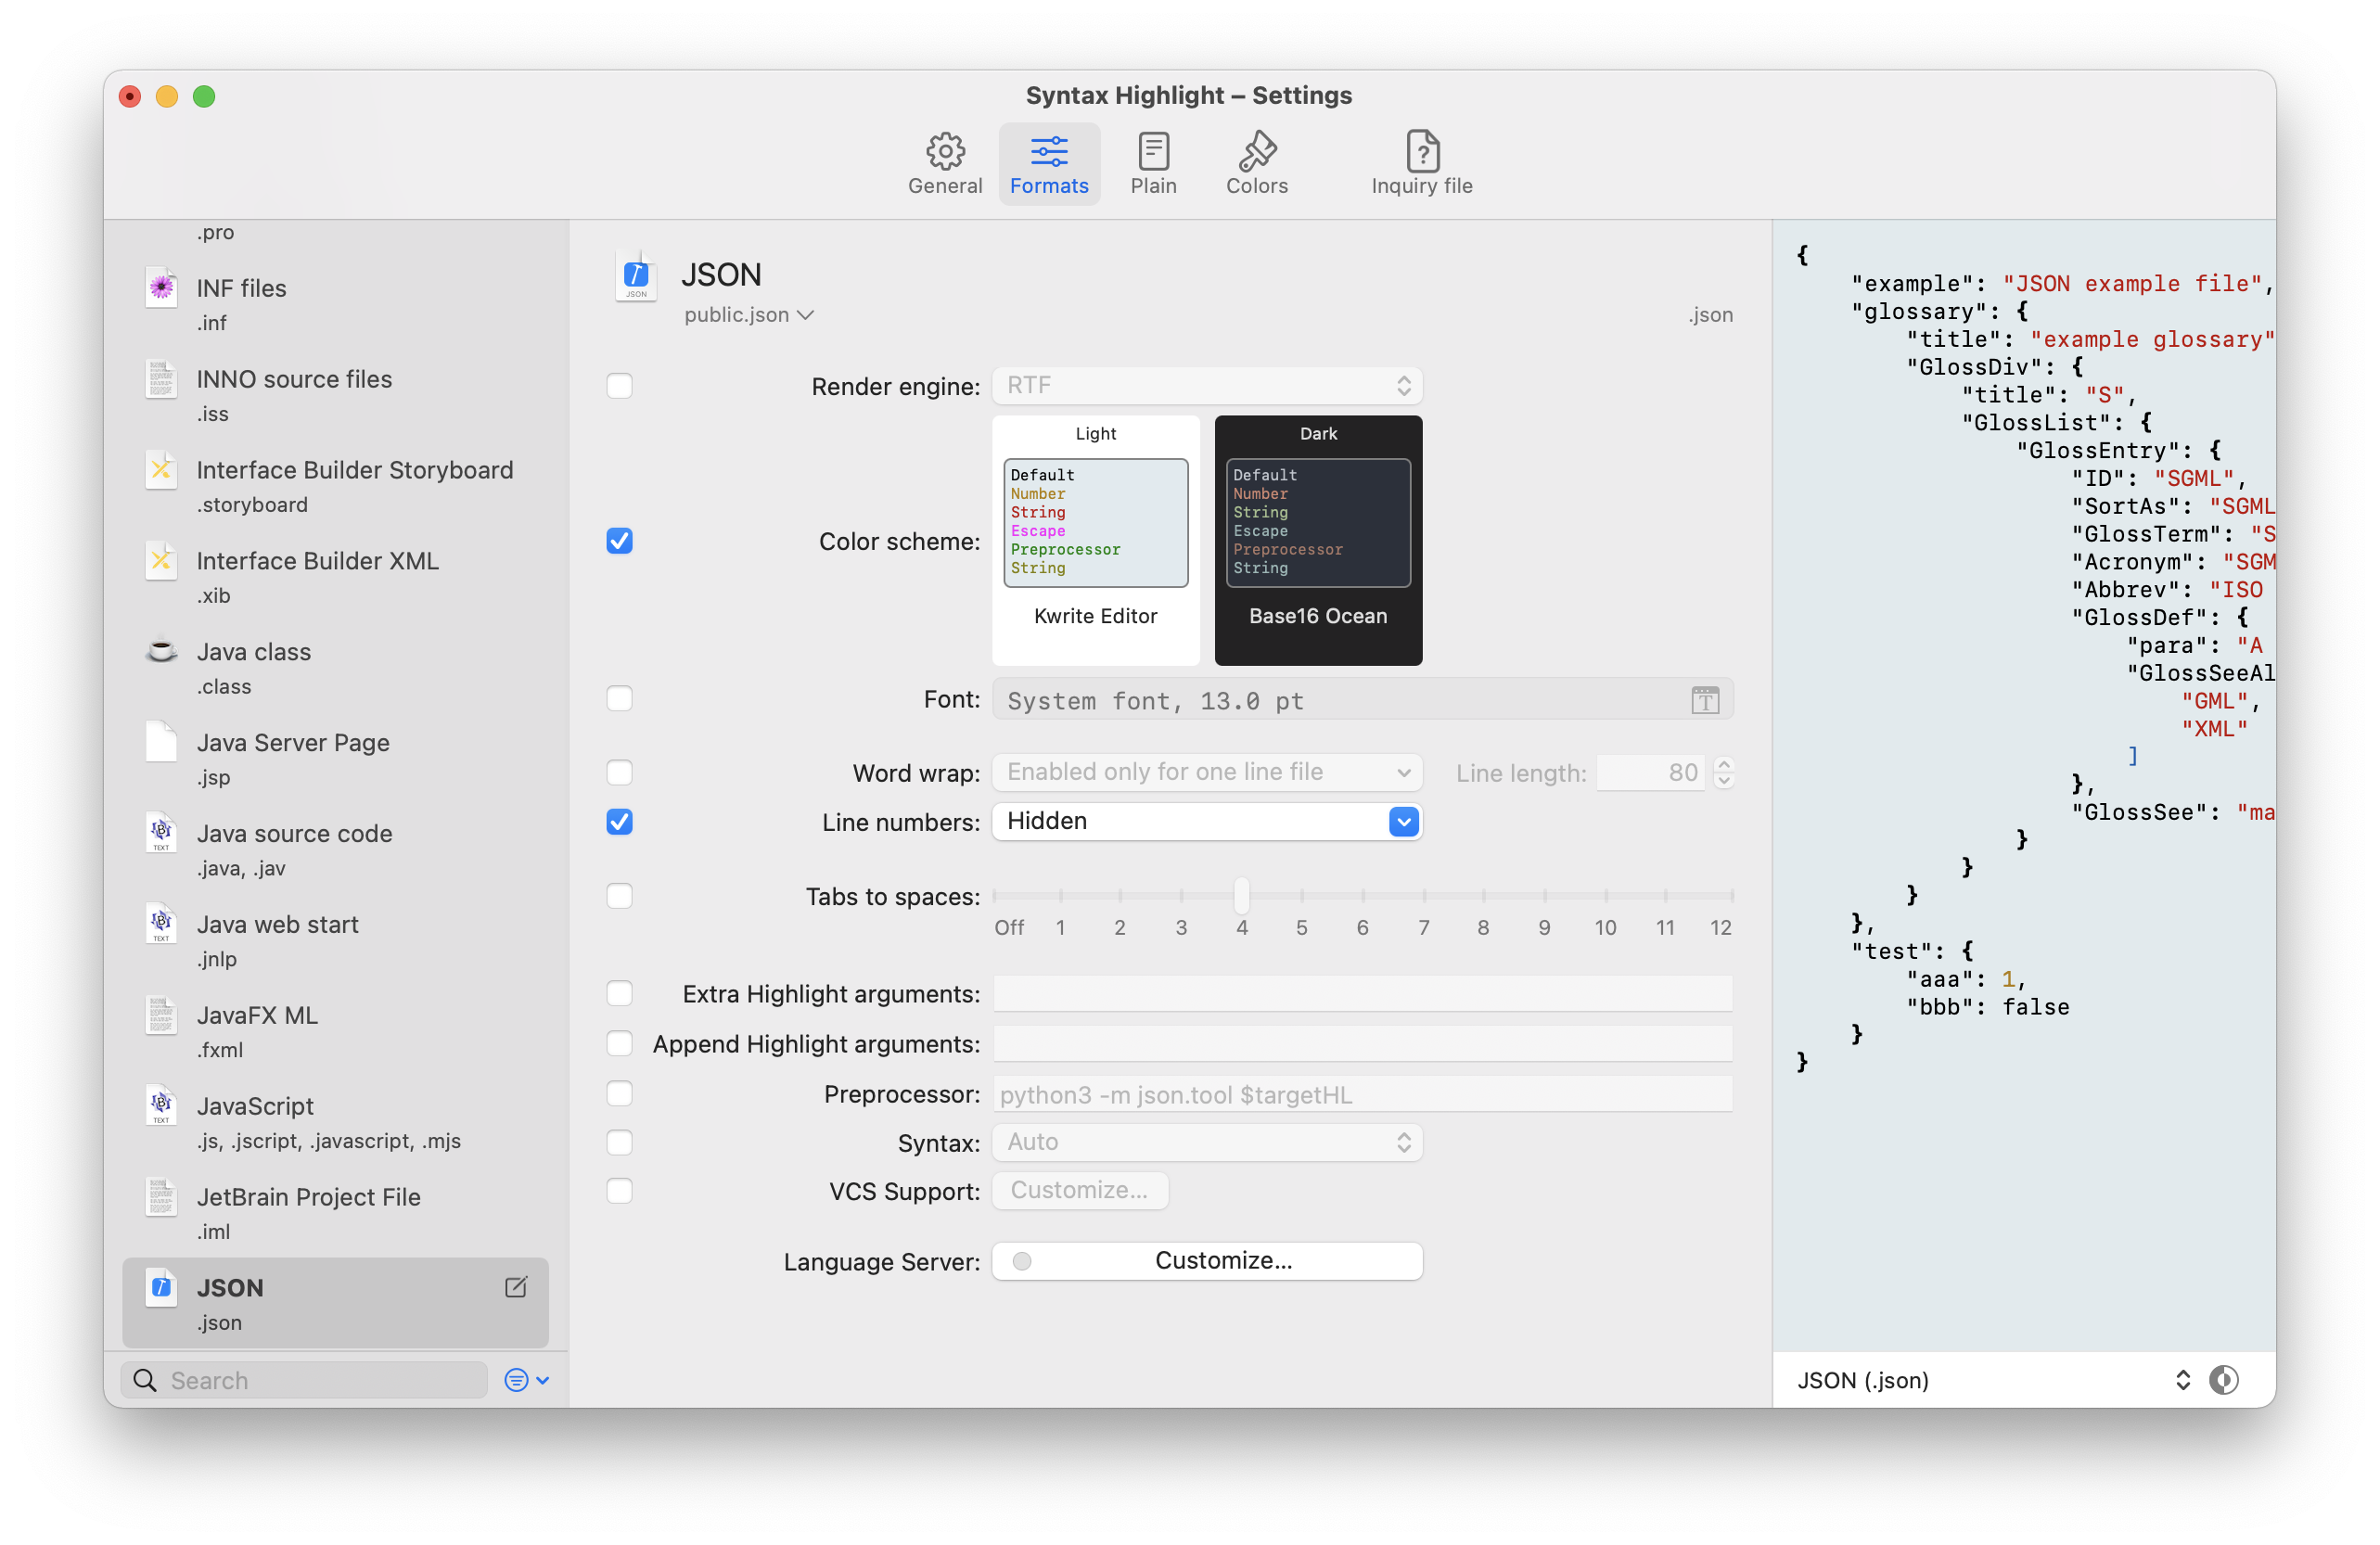 Syntax Highlight – Settings
General
Formats
Plain
Colors
Inquiry file
.pro
INF files
.inf
INNO source files
.iss
Interface Builder Storyboard
.storyboard
Interface Builder XML
.xib
Java class
.class
Java Server Page
.jsp
Java source code
.java, .jav
Java web start
.jnlp
JavaFX ML
.fxml
JavaScript
.js, .jscript, .javascript, .mjs
JetBrain Project File
.iml
JSON
.json
Search
JSON
JSON
public.json
.json
Render engine: RTF
Color scheme:
Light
Default
Number
String
Escape
Preprocessor
String
Kwrite Editor
Dark
Default
Number
String
Escape
Preprocessor
String
Base16 Ocean
Font: System font, 13.0 pt
Word wrap: Enabled only for one line file Line length: 80
Line numbers: Hidden
Tabs to spaces:
Off 1 2 3 4 5 6 7 8 9 10 11 12
Extra Highlight arguments:
Append Highlight arguments:
Preprocessor: python3 -m json.tool $targetHL
Syntax: Auto
VCS Support: Customize...
Language Server: Customize...
{
"example": "JSON example file",
"glossary": {
"title": "example glossary"
"GlossDiv": {
"title": "S",
"GlossList": {
"GlossEntry": {
"ID": "SGML",
"SortAs": "SGML
"GlossTerm": "S
"Acronym": "SGM
"Abbrev": "ISO
"GlossDef": {
"para": "A
"GlossSeeAl
"GML",
"XML"
]
},
"GlossSee": "ma
}
}
}
},
"test": {
"aaa": 1,
"bbb": false
}
}
JSON (.json)